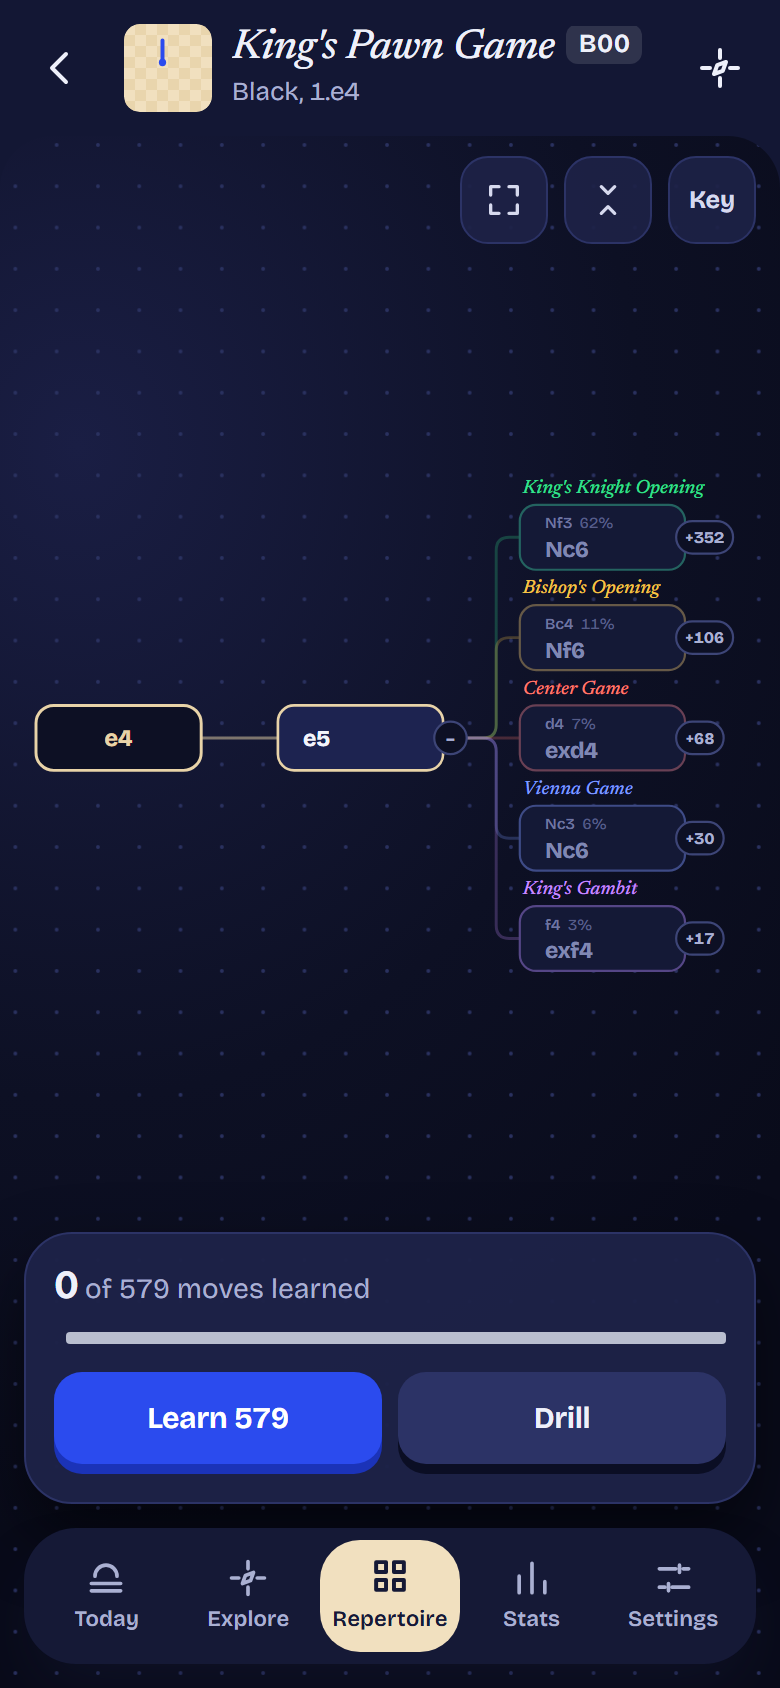 King's Pawn Game B00
Black, 1.e4
Key
King's Knight Opening
Nf3 62%
Nc6
+352
Bishop's Opening
Bc4 11%
Nf6
+106
Center Game
d4 7%
exd4
+68
e4
e5
-
Vienna Game
Nc3 6%
Nc6
+30
King's Gambit
f4 3%
exf4
+17
0 of 579 moves learned
Learn 579
Drill
Today
Explore
Repertoire
Stats
Settings